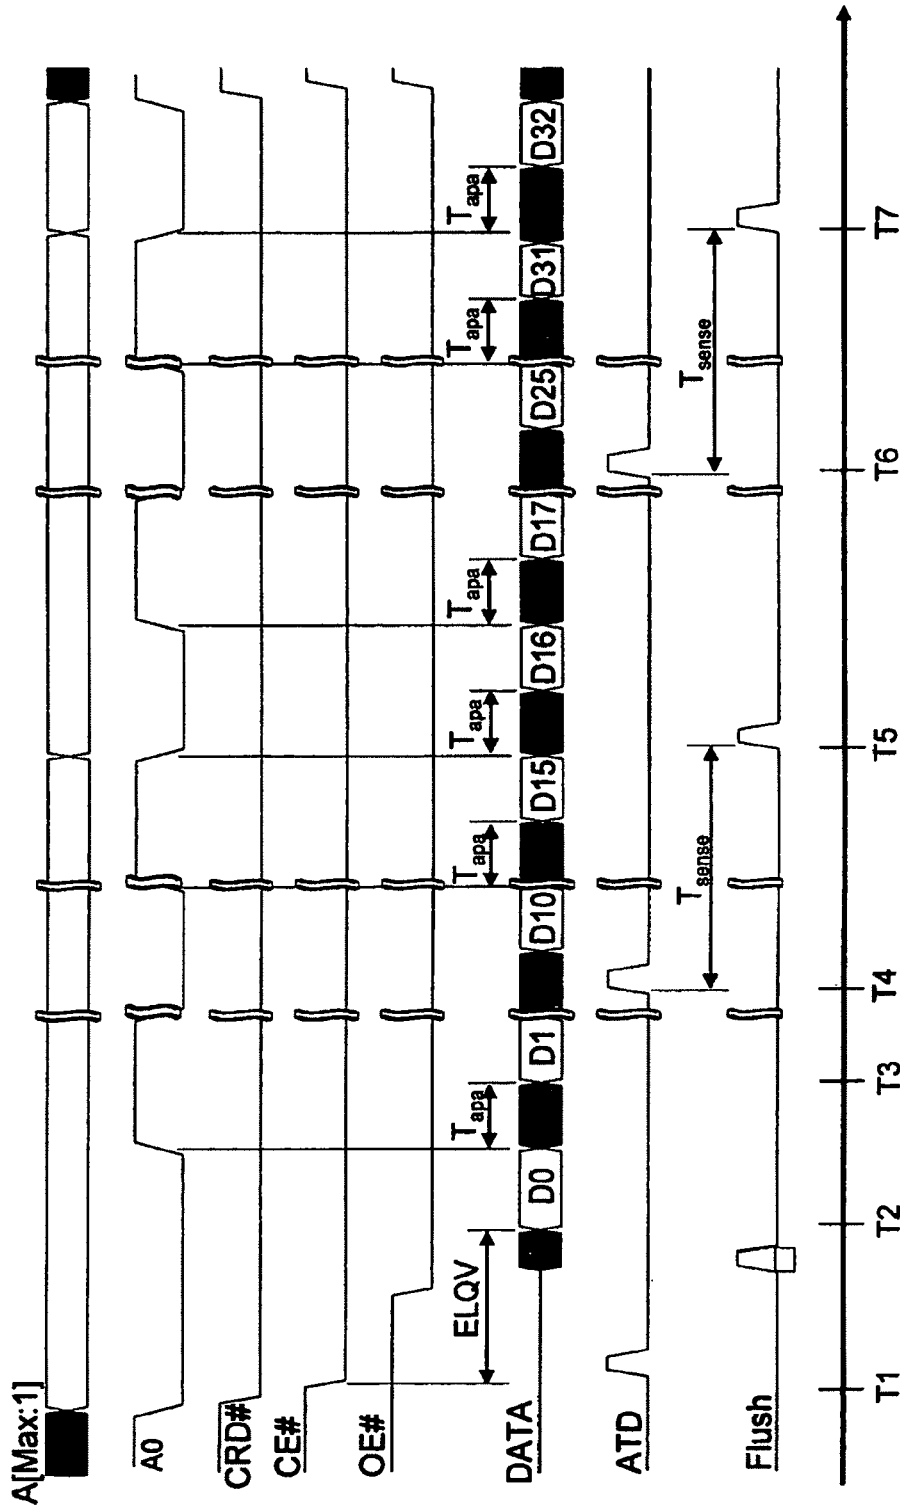 A[Max:1]
A0
CRD#
CE#
OE#
ELQV
T_apa
T_apa
T_apa
T_apa
T_apa
T_apa
DATA
D0
D1
D10
D15
D16
D17
D25
D31
D32
ATD
T_sense
T_sense
Flush
T1
T2
T3
T4
T5
T6
T7